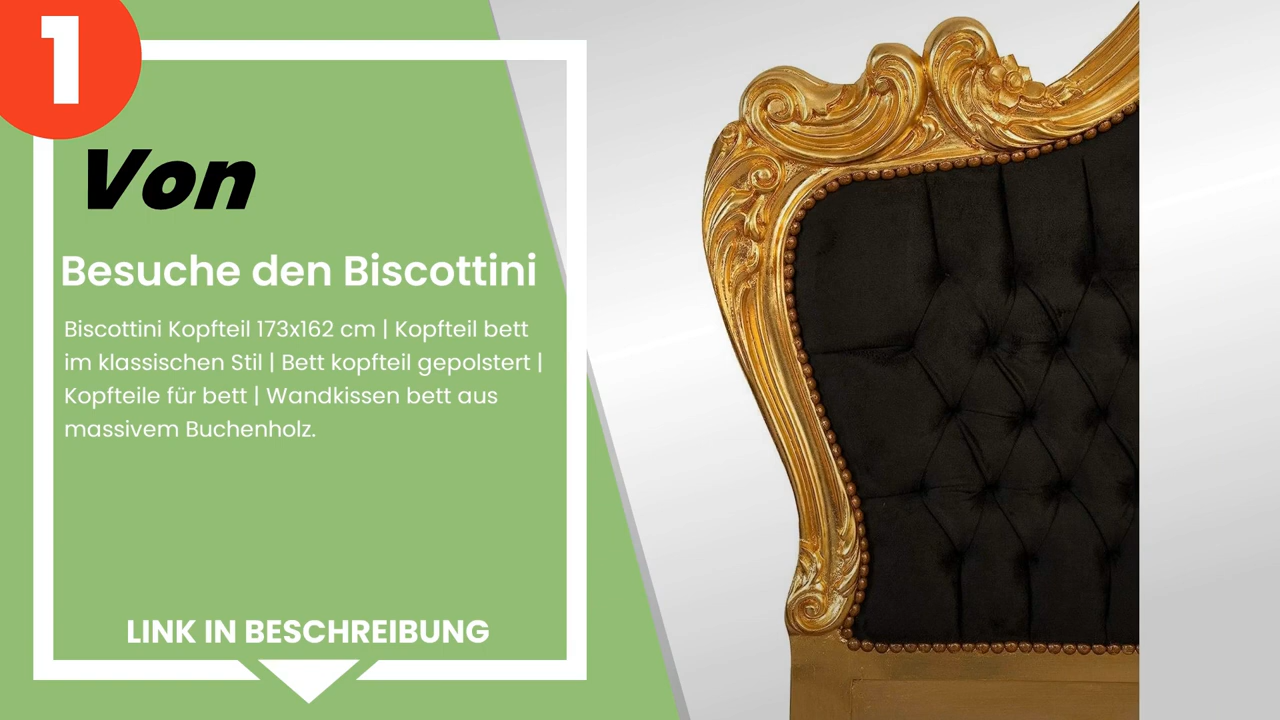 1
Von
Besuche den Biscottini
Biscottini Kopfteil 173x162 cm | Kopfteil bett
im klassischen Stil | Bett kopfteil gepolstert |
Kopfteile für bett | Wandkissen bett aus
massivem Buchenholz.
LINK IN BESCHREIBUNG